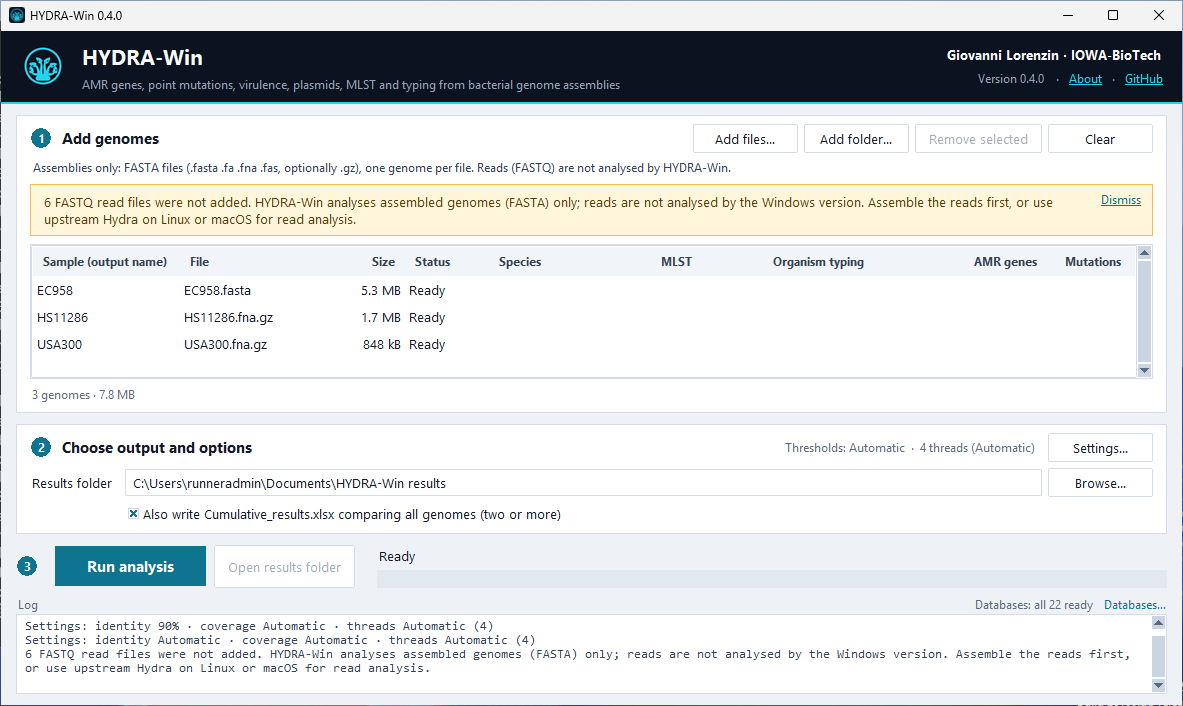 HYDRA-Win 0.4.0
HYDRA-Win
AMR genes, point mutations, virulence, plasmids, MLST and typing from bacterial genome assemblies
Giovanni Lorenzin · IOWA-BioTech
Version 0.4.0 · About · GitHub
1 Add genomes
Add files... Add folder... Remove selected Clear
Assemblies only: FASTA files (.fasta .fa .fna .fas, optionally .gz), one genome per file. Reads (FASTQ) are not analysed by HYDRA-Win.
6 FASTQ read files were not added. HYDRA-Win analyses assembled genomes (FASTA) only; reads are not analysed by the Windows version. Assemble the reads first, or use
upstream Hydra on Linux or macOS for read analysis.
Dismiss
Sample (output name) File Size Status Species MLST Organism typing AMR genes Mutations
EC958 EC958.fasta 5.3 MB Ready
HS11286 HS11286.fna.gz 1.7 MB Ready
USA300 USA300.fna.gz 848 kB Ready
3 genomes · 7.8 MB
2 Choose output and options
Thresholds: Automatic · 4 threads (Automatic) Settings...
Results folder C:\Users\runneradmin\Documents\HYDRA-Win results Browse...
Also write Cumulative_results.xlsx comparing all genomes (two or more)
3 Run analysis Open results folder Ready
Log Databases: all 22 ready Databases...
Settings: identity 90% · coverage Automatic · threads Automatic (4)
Settings: identity Automatic · coverage Automatic · threads Automatic (4)
6 FASTQ read files were not added. HYDRA-Win analyses assembled genomes (FASTA) only; reads are not analysed by the Windows version. Assemble the reads first,
or use upstream Hydra on Linux or macOS for read analysis.